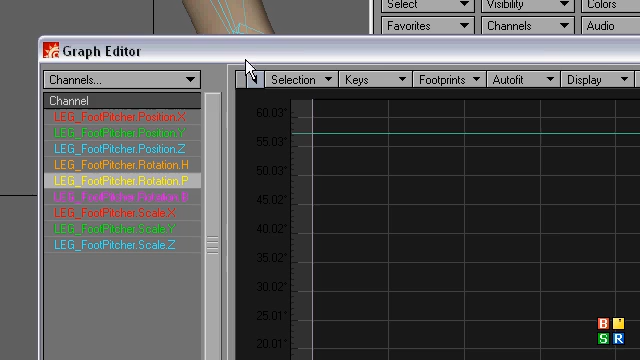 Select Visibility Colors
Favorites Channels Audio
Graph Editor
Channels... Selection Keys Footprints Autofit Display
Channel
LEG_FootPitcher.Position.X
LEG_FootPitcher.Position.Y
LEG_FootPitcher.Position.Z
LEG_FootPitcher.Rotation.H
LEG_FootPitcher.Rotation.P
LEG_FootPitcher.Rotation.B
LEG_FootPitcher.Scale.X
LEG_FootPitcher.Scale.Y
LEG_FootPitcher.Scale.Z
60.03°
55.03°
50.02°
45.02°
40.02°
35.02°
30.01°
25.01°
20.01°
B
S R